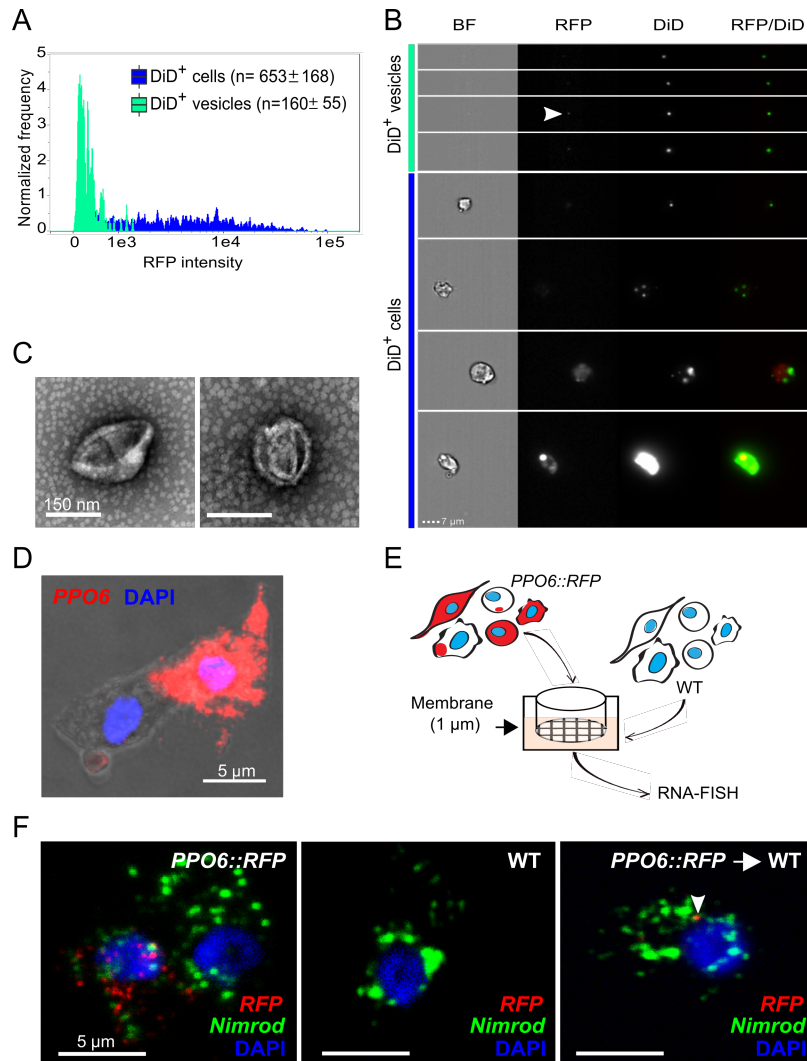 A
Normalized frequency
5
4
3
2
1
0
DiD+ cells (n= 653± 168)
DiD+ vesicles (n=160± 55)
0 1e3 1e4 1e5
RFP intensity
B
BF RFP DiD RFP/DiD
DiD+ vesicles
DiD+ cells
7 µm
C
150 nm
D
PPO6 DAPI
5 µm
E
PPO6::RFP
WT
Membrane
(1 µm)
RNA-FISH
F
PPO6::RFP
RFP
Nimrod
DAPI
5 µm
WT
RFP
Nimrod
DAPI
PPO6::RFP WT
RFP
Nimrod
DAPI